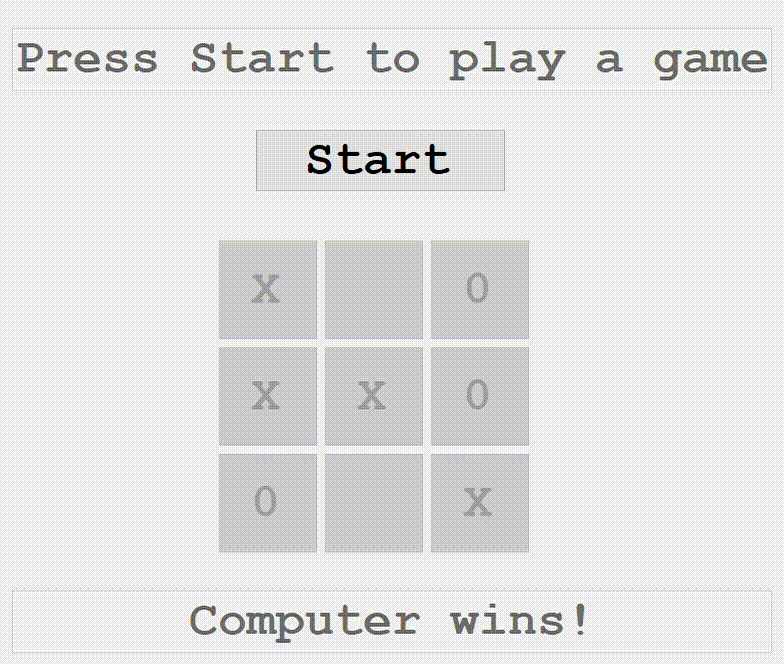 Press Start to play a game
Start
X 0
X X 0
0 X
Computer wins!